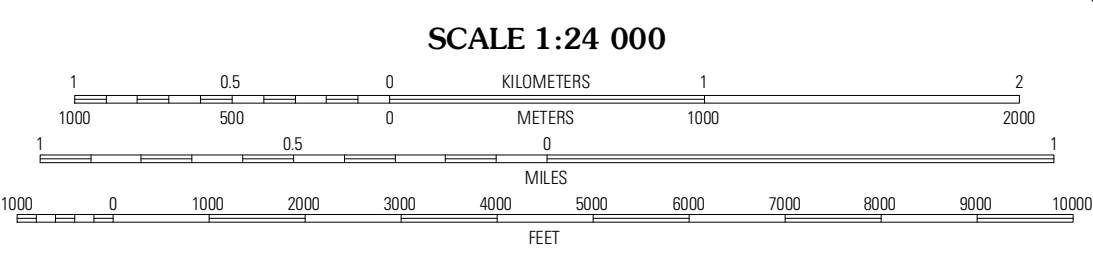 SCALE 1:24 000
1 0.5 0 KILOMETERS 1 2
1000 500 0 METERS 1000 2000
1 0.5 0 1
MILES
1000 0 1000 2000 3000 4000 5000 6000 7000 8000 9000 10000
FEET